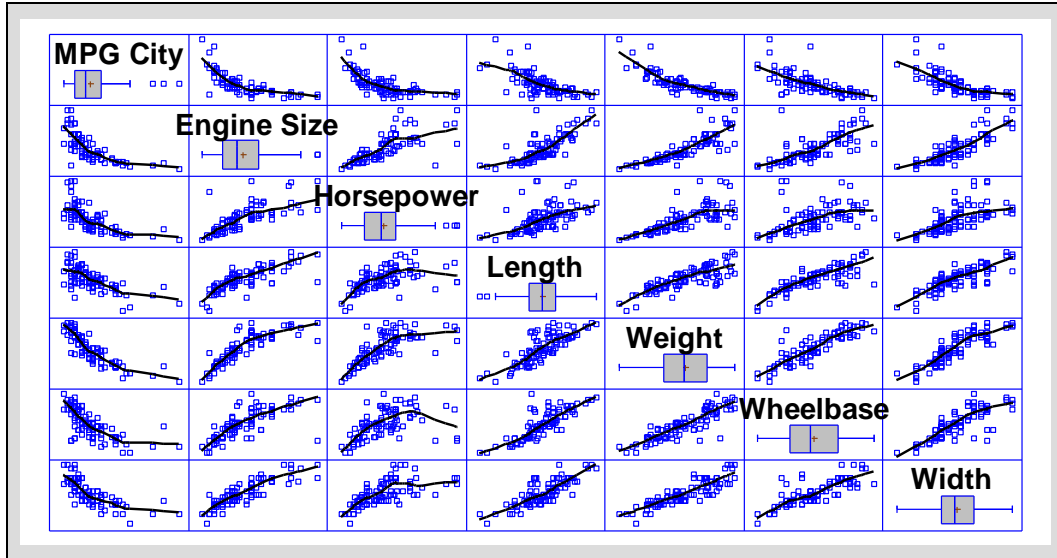 MPG City
Engine Size
Horsepower
Length
Weight
Wheelbase
Width